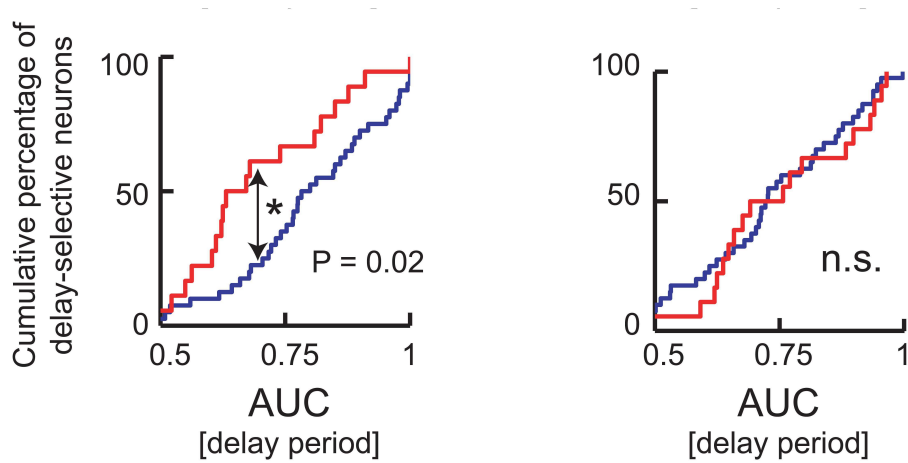 Cumulative percentage of
delay-selective neurons
100
50
0
*
P = 0.02
0.5
0.75
1
AUC
[delay period]
100
50
0
n.s.
0.5
0.75
1
AUC
[delay period]